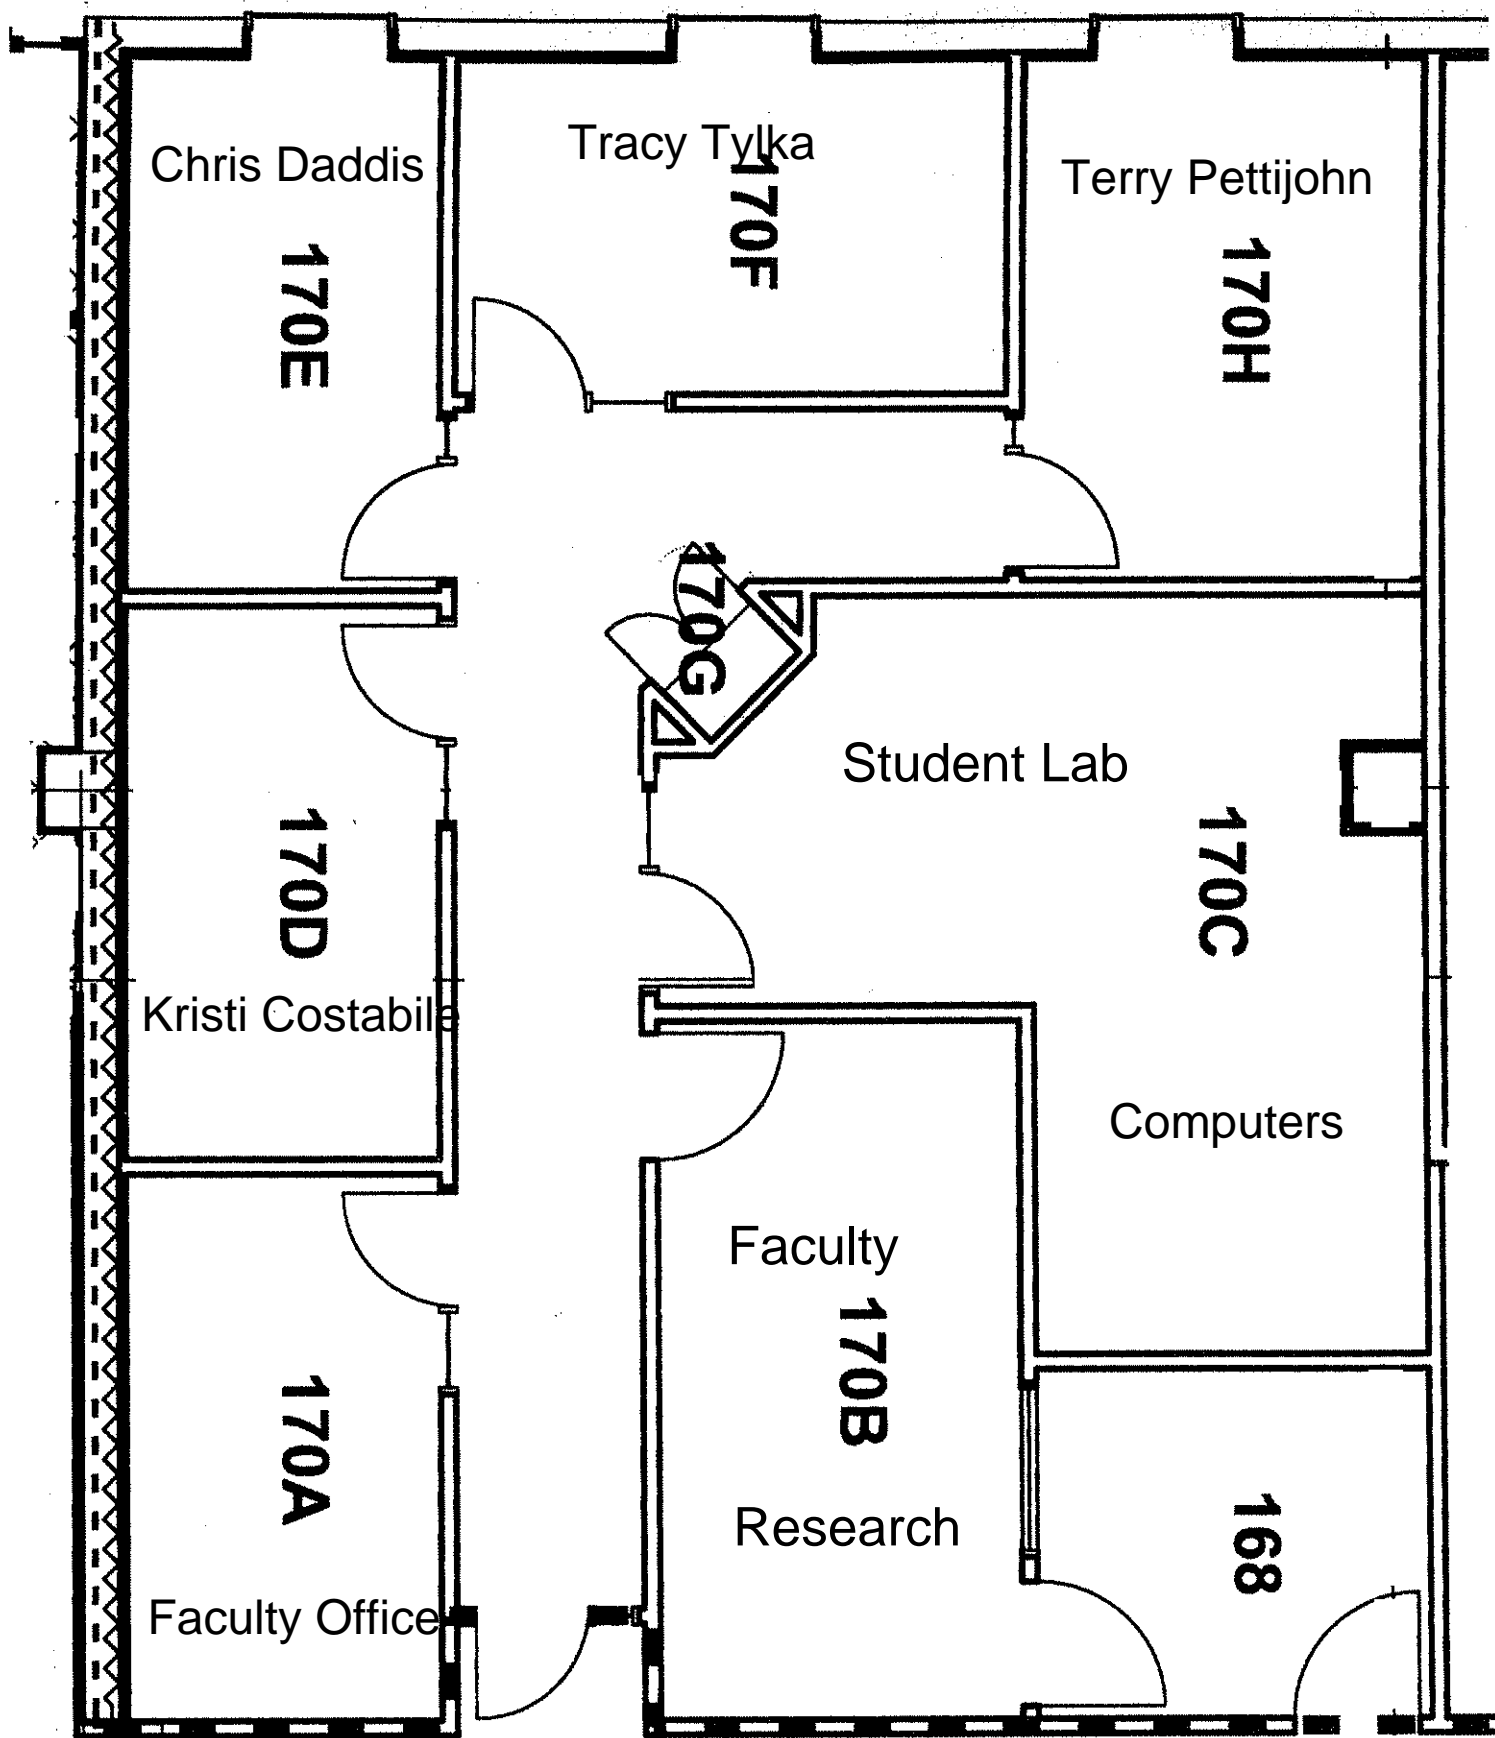 Chris Daddis
Tracy Tylka
Terry Pettijohn
170E
170F
170H
170G
Student Lab
170C
170D
Kristi Costabile
Computers
Faculty
170B
Research
170A
Faculty Office
168